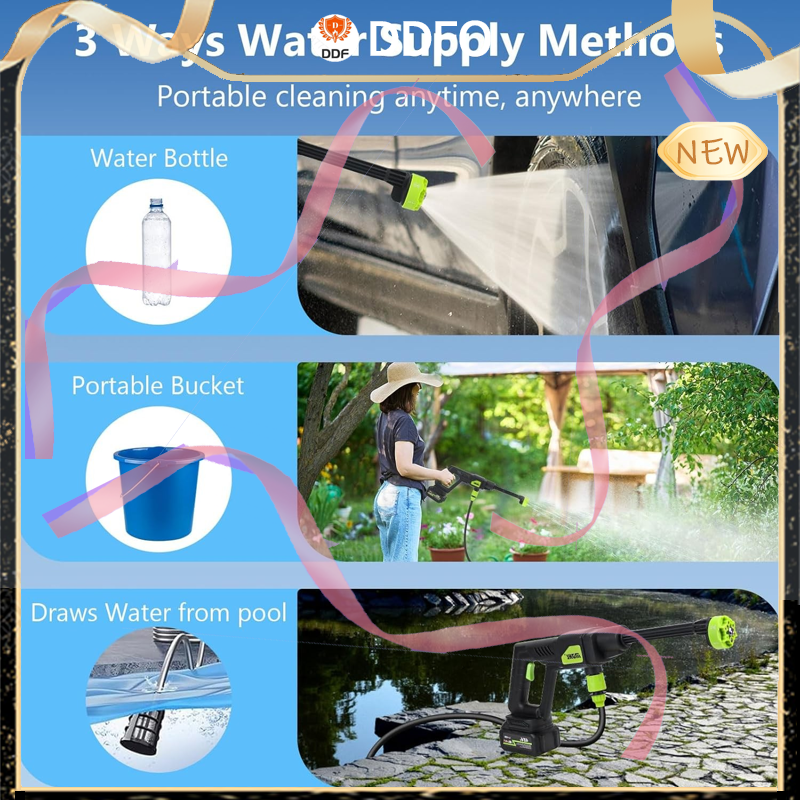 3 Ways Water Supply Methods
DDFO
DDF
Portable cleaning anytime, anywhere
NEW
Water Bottle
Portable Bucket
Draws Water from pool